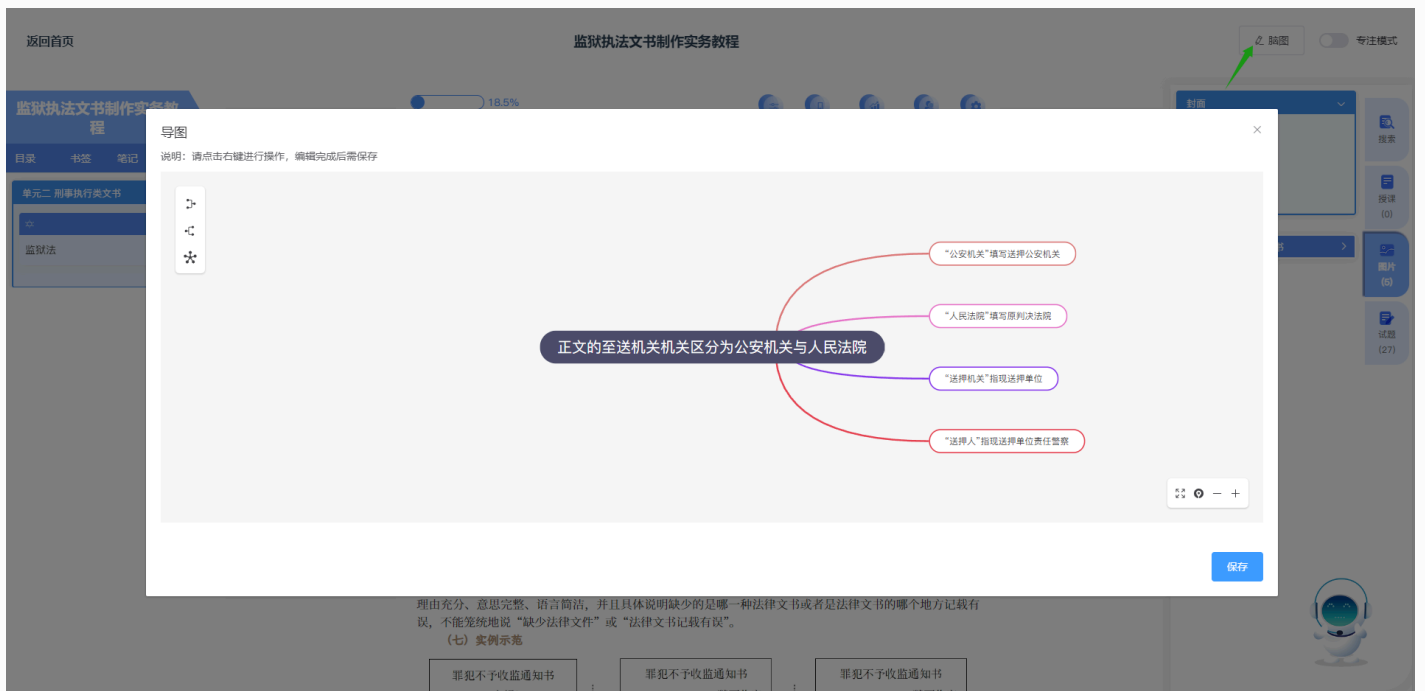 返回首页
监狱执法文书制作实务教程
脑图
专注模式
监狱执法文书制作实务教
程
18.5%
封面
目录
书签
笔记
单元二 刑事执行类文书
监狱法
搜索
授课
(0)
图片
(6)
试题
(27)
导图
说明：请点击右键进行操作，编辑完成后需保存
正文的至送机关机关区分为公安机关与人民法院
“公安机关”填写送押公安机关
“人民法院”填写原判决法院
“送押机关”指现送押单位
“送押人”指现送押单位责任警察
保存
理由充分、意思完整、语言简洁，并且具体说明缺少的是哪一种法律文书或者是法律文书的哪个地方记载有
误，不能笼统地说“缺少法律文件”或“法律文书记载有误”。
（七）实例示范
罪犯不予收监通知书
罪犯不予收监通知书
罪犯不予收监通知书